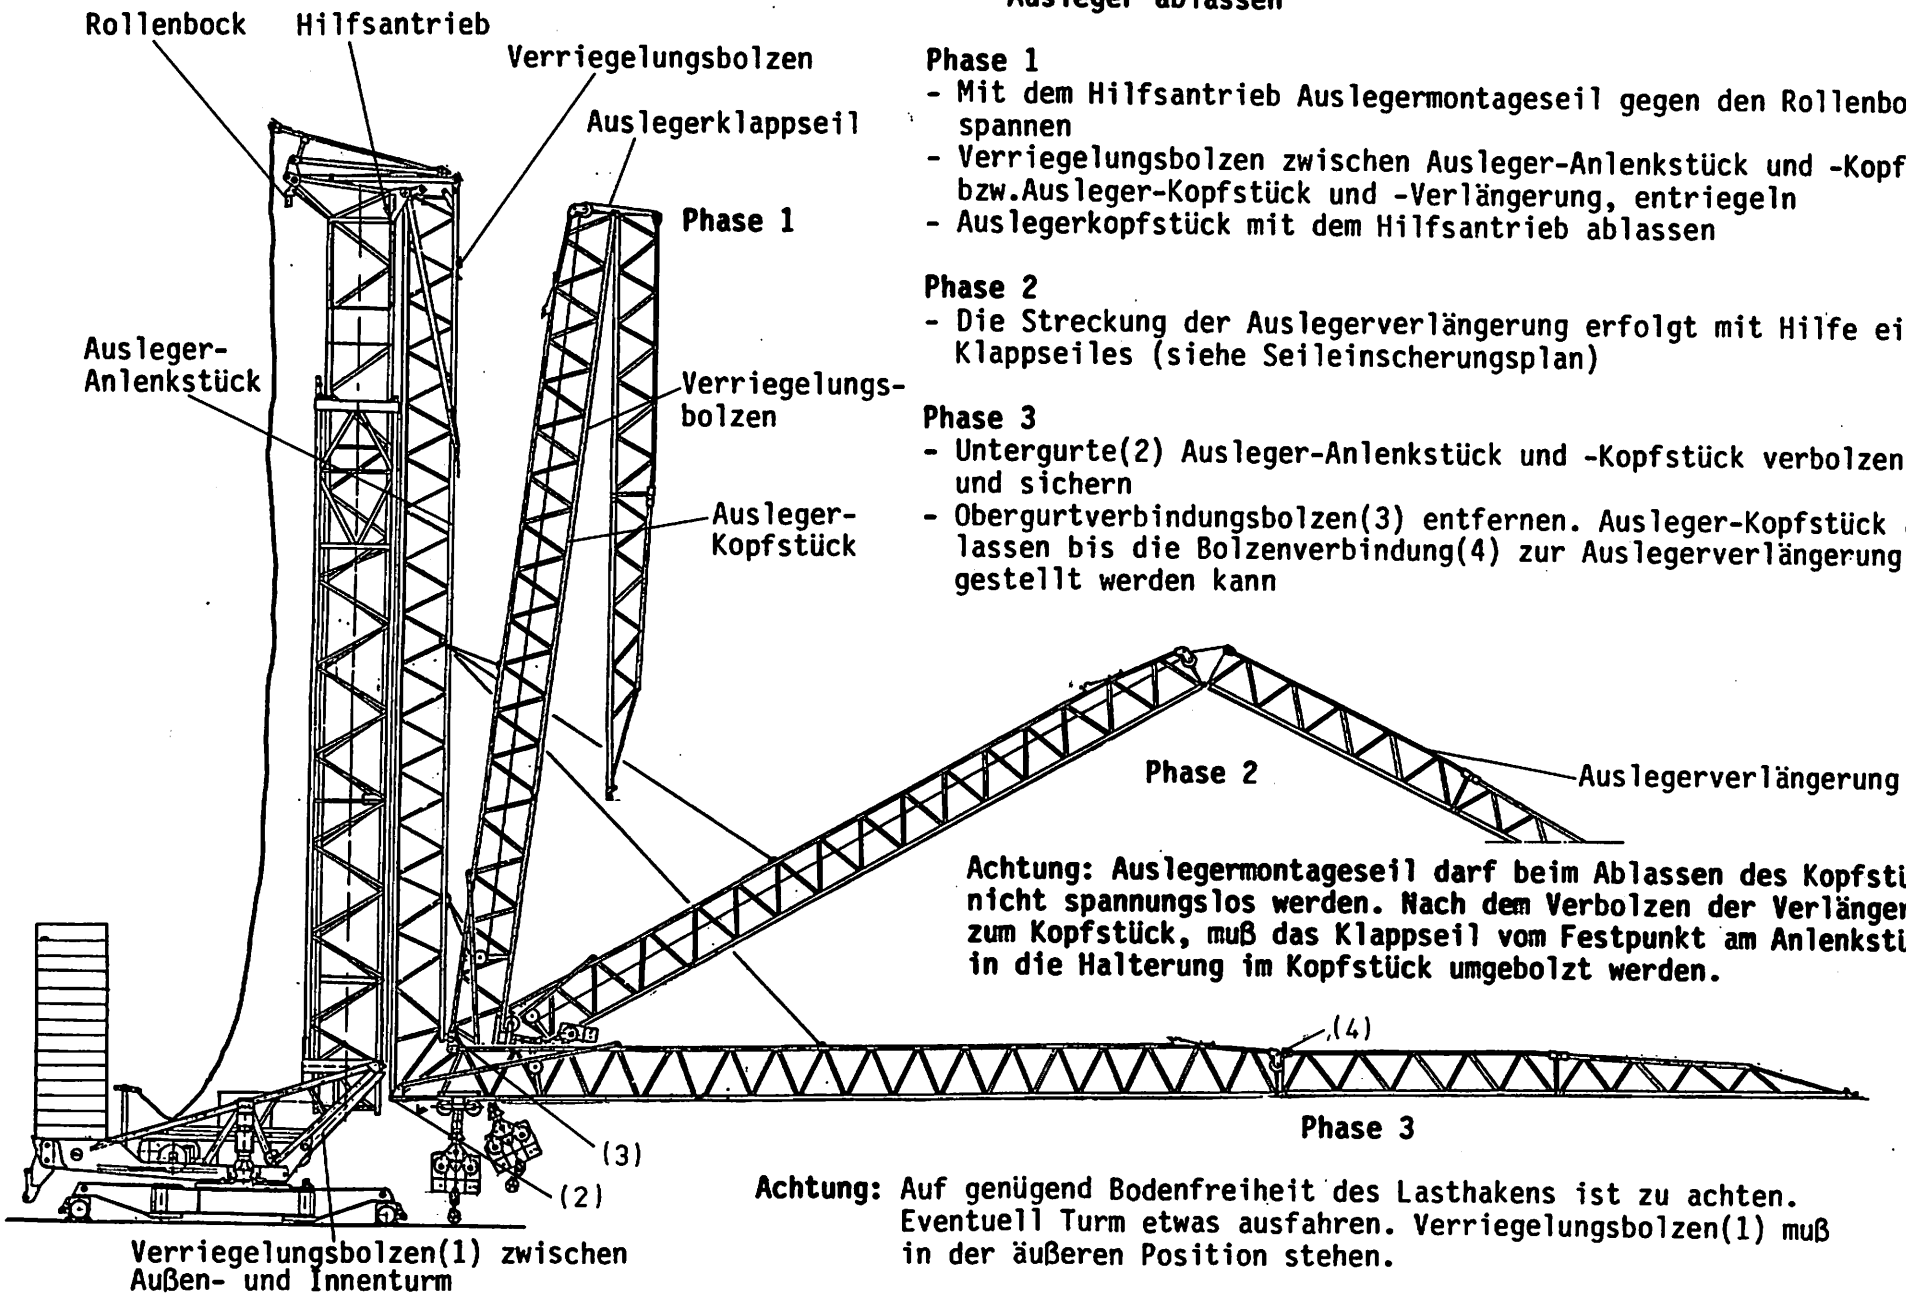 Ausleger ablassen
Rollenbock
Hilfsantrieb
Verriegelungsbolzen
Auslegerklappseil
Phase 1
Ausleger-
Anlenkstück
Verriegelungs-
bolzen
Ausleger-
Kopfstück
Phase 1
- Mit dem Hilfsantrieb Auslegermontageseil gegen den Rollenbo
spannen
- Verriegelungsbolzen zwischen Ausleger-Anlenkstück und -Kopf
bzw.Ausleger-Kopfstück und -Verlängerung, entriegeln
- Auslegerkopfstück mit dem Hilfsantrieb ablassen
Phase 2
- Die Streckung der Auslegerverlängerung erfolgt mit Hilfe ei
Klappseiles (siehe Seileinscherungsplan)
Phase 3
- Untergurte(2) Ausleger-Anlenkstück und -Kopfstück verbolzen
und sichern
- Obergurtverbindungsbolzen(3) entfernen. Ausleger-Kopfstück
lassen bis die Bolzenverbindung(4) zur Auslegerverlängerung
gestellt werden kann
Phase 2
Auslegerverlängerung
Achtung: Auslegermontageseil darf beim Ablassen des Kopfstü
nicht spannungslos werden. Nach dem Verbolzen der Verlänger
zum Kopfstück, muß das Klappseil vom Festpunkt am Anlenkstü
in die Halterung im Kopfstück umgebolzt werden.
(4)
Phase 3
(3)
(2)
Achtung: Auf genügend Bodenfreiheit des Lasthakens ist zu achten.
Eventuell Turm etwas ausfahren. Verriegelungsbolzen(1) muß
in der äußeren Position stehen.
Verriegelungsbolzen(1) zwischen
Außen- und Innenturm